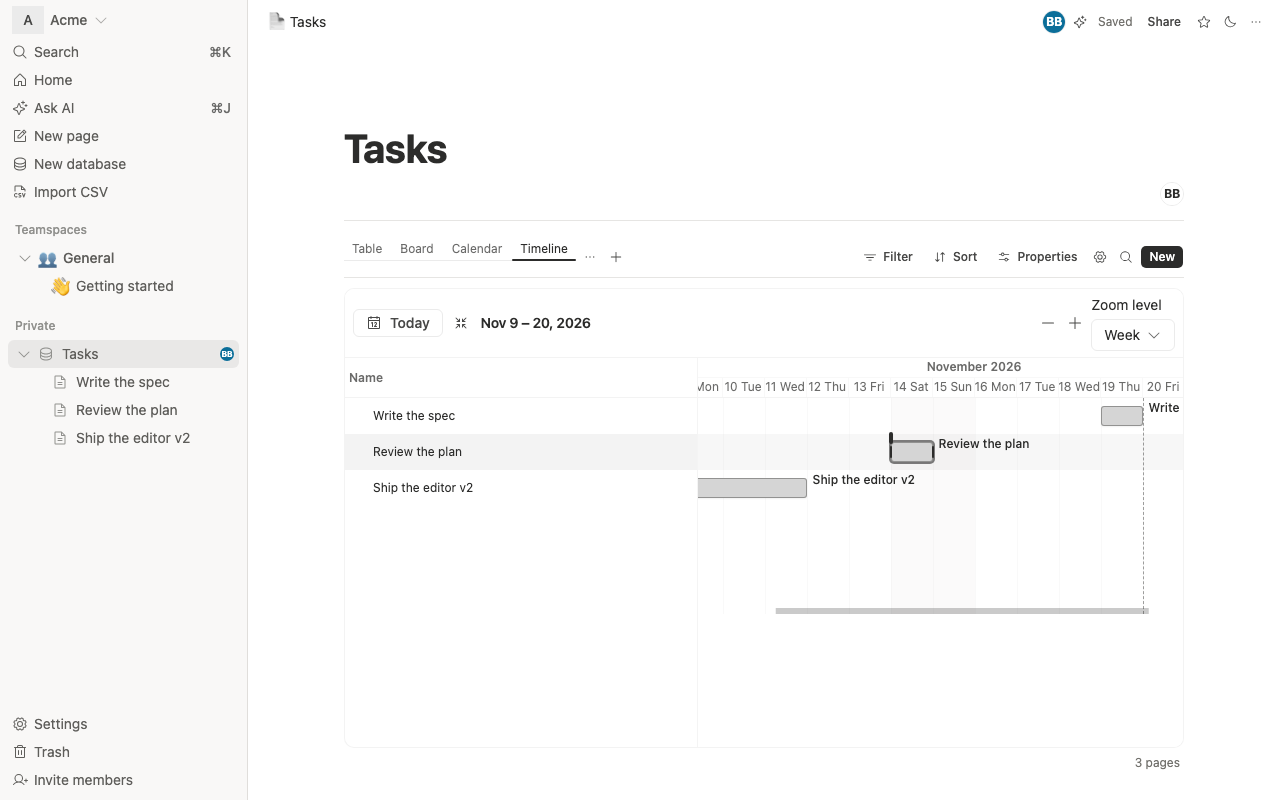 A Acme
Search ⌘K
Home
Ask AI ⌘J
New page
New database
Import CSV
Teamspaces
General
Getting started
Private
Tasks BB
Write the spec
Review the plan
Ship the editor v2
Settings
Trash
Invite members
Tasks
BB Saved Share
Tasks
BB
Table Board Calendar Timeline
Filter Sort Properties New
Today Nov 9 – 20, 2026
Zoom level
Week
November 2026
Name
Mon 10 Tue 11 Wed 12 Thu 13 Fri 14 Sat 15 Sun 16 Mon 17 Tue 18 Wed 19 Thu 20 Fri
Write the spec Write
Review the plan Review the plan
Ship the editor v2 Ship the editor v2
3 pages